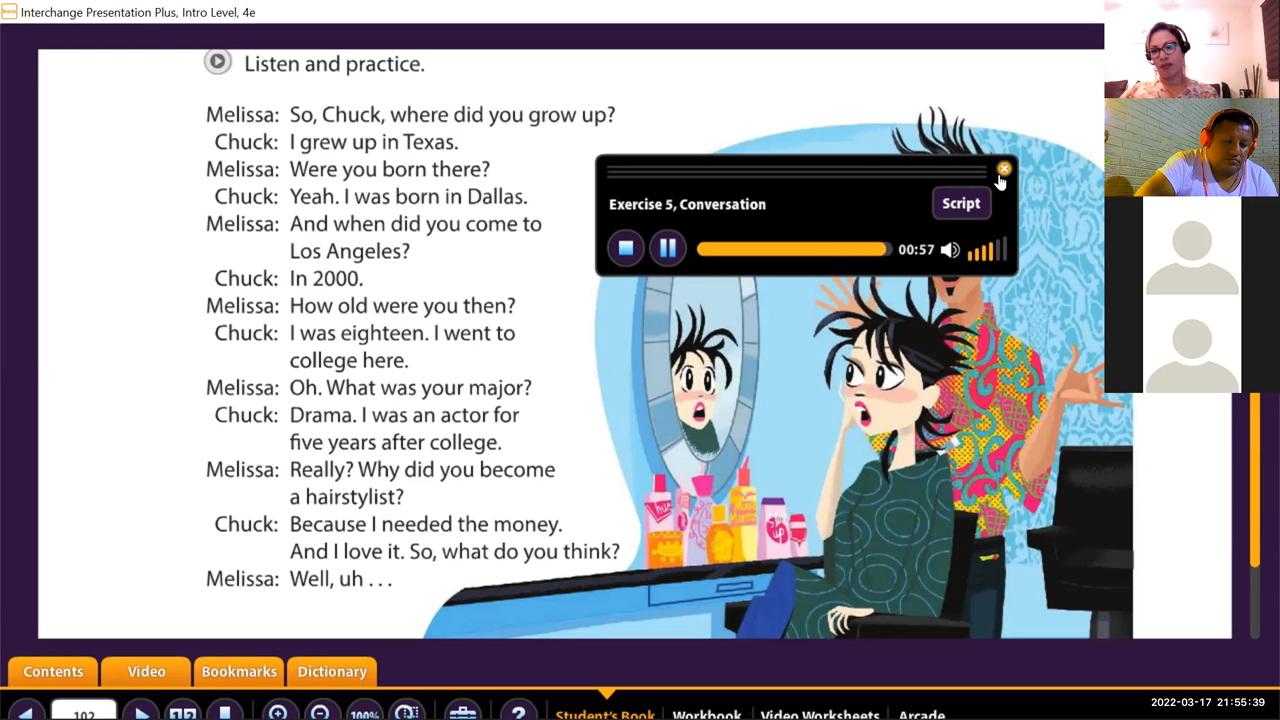 Interchange Presentation Plus, Intro Level, 4e
Listen and practice.
Melissa: So, Chuck, where did you grow up?
Chuck: I grew up in Texas.
Melissa: Were you born there?
Chuck: Yeah. I was born in Dallas.
Melissa: And when did you come to
Los Angeles?
Chuck: In 2000.
Melissa: How old were you then?
Chuck: I was eighteen. I went to
college here.
Melissa: Oh. What was your major?
Chuck: Drama. I was an actor for
five years after college.
Melissa: Really? Why did you become
a hairstylist?
Chuck: Because I needed the money.
And I love it. So, what do you think?
Melissa: Well, uh . . .
Exercise 5, Conversation
Script
00:57
Contents Video Bookmarks Dictionary
102
100%
?
Student's Book Workbook Video Worksheets Arcade
2022-03-17 21:55:39